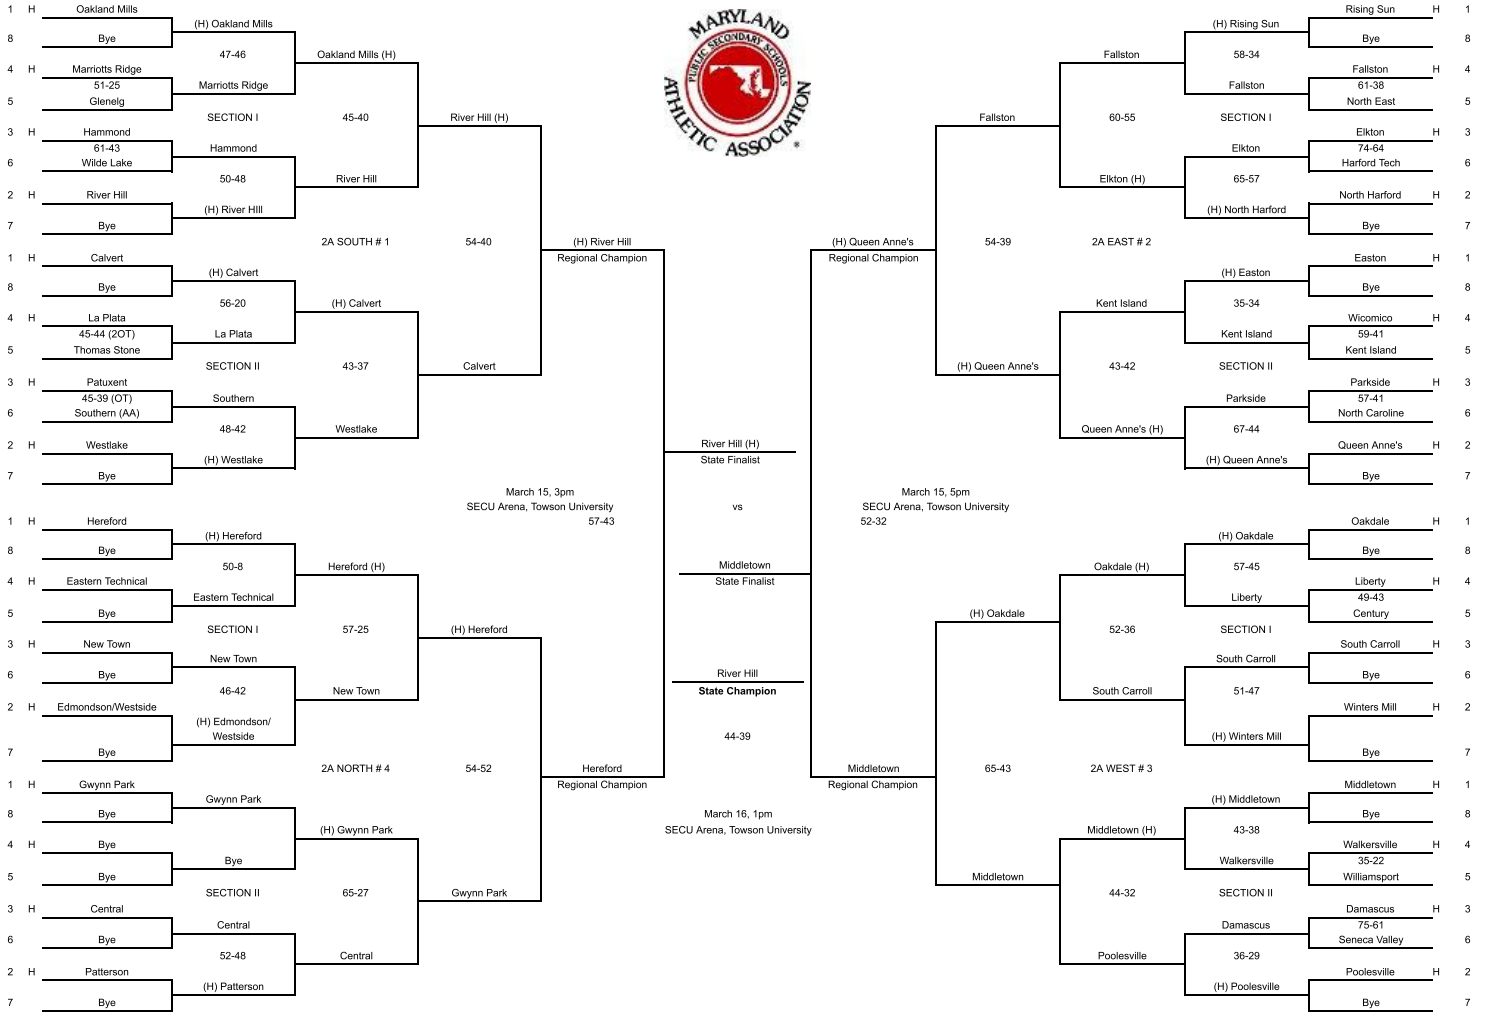 MARYLAND
PUBLIC SECONDARY SCHOOLS
ATHLETIC ASSOCIATION
®
1 H Oakland Mills
(H) Oakland Mills
8 Bye
47-46
Oakland Mills (H)
4 H Marriotts Ridge
51-25
Marriotts Ridge
5 Glenelg
SECTION I
45-40
River Hill (H)
3 H Hammond
61-43
Hammond
6 Wilde Lake
50-48
River Hill
2 H River Hill
(H) River HIll
7 Bye
2A SOUTH # 1
54-40
(H) River Hill
Regional Champion
1 H Calvert
(H) Calvert
8 Bye
56-20
(H) Calvert
4 H La Plata
45-44 (2OT)
La Plata
5 Thomas Stone
SECTION II
43-37
Calvert
3 H Patuxent
45-39 (OT)
Southern
6 Southern (AA)
48-42
Westlake
2 H Westlake
(H) Westlake
7 Bye
March 15, 3pm
SECU Arena, Towson University
57-43
1 H Hereford
(H) Hereford
8 Bye
50-8
Hereford (H)
4 H Eastern Technical
Eastern Technical
5 Bye
SECTION I
57-25
(H) Hereford
3 H New Town
New Town
6 Bye
46-42
New Town
2 H Edmondson/Westside
(H) Edmondson/
Westside
7 Bye
2A NORTH # 4
54-52
Hereford
Regional Champion
1 H Gwynn Park
Gwynn Park
8 Bye
(H) Gwynn Park
4 H Bye
Bye
5 Bye
SECTION II
65-27
Gwynn Park
3 H Central
Central
6 Bye
52-48
Central
2 H Patterson
(H) Patterson
7 Bye
River Hill (H)
State Finalist
vs
Middletown
State Finalist
River Hill
State Champion
44-39
March 16, 1pm
SECU Arena, Towson University
Rising Sun H 1
(H) Rising Sun
Bye 8
58-34
Fallston
Fallston H 4
61-38
Fallston
North East 5
SECTION I
60-55
Fallston
Elkton H 3
74-64
Elkton
Harford Tech 6
65-57
Elkton (H)
North Harford H 2
(H) North Harford
Bye 7
2A EAST # 2
54-39
(H) Queen Anne's
Regional Champion
Easton H 1
(H) Easton
Bye 8
35-34
Kent Island
Wicomico H 4
59-41
Kent Island
Kent Island 5
SECTION II
43-42
(H) Queen Anne's
Parkside H 3
57-41
Parkside
North Caroline 6
67-44
Queen Anne's (H)
Queen Anne's H 2
(H) Queen Anne's
Bye 7
March 15, 5pm
SECU Arena, Towson University
52-32
Oakdale H 1
(H) Oakdale
Bye 8
57-45
Oakdale (H)
Liberty H 4
49-43
Liberty
Century 5
SECTION I
52-36
(H) Oakdale
South Carroll H 3
South Carroll
Bye 6
51-47
South Carroll
Winters Mill H 2
(H) Winters Mill
Bye 7
2A WEST # 3
65-43
Middletown
Regional Champion
Middletown H 1
(H) Middletown
Bye 8
43-38
Middletown (H)
Walkersville H 4
35-22
Walkersville
Williamsport 5
SECTION II
44-32
Middletown
Damascus H 3
75-61
Damascus
Seneca Valley 6
36-29
Poolesville
Poolesville H 2
(H) Poolesville
Bye 7